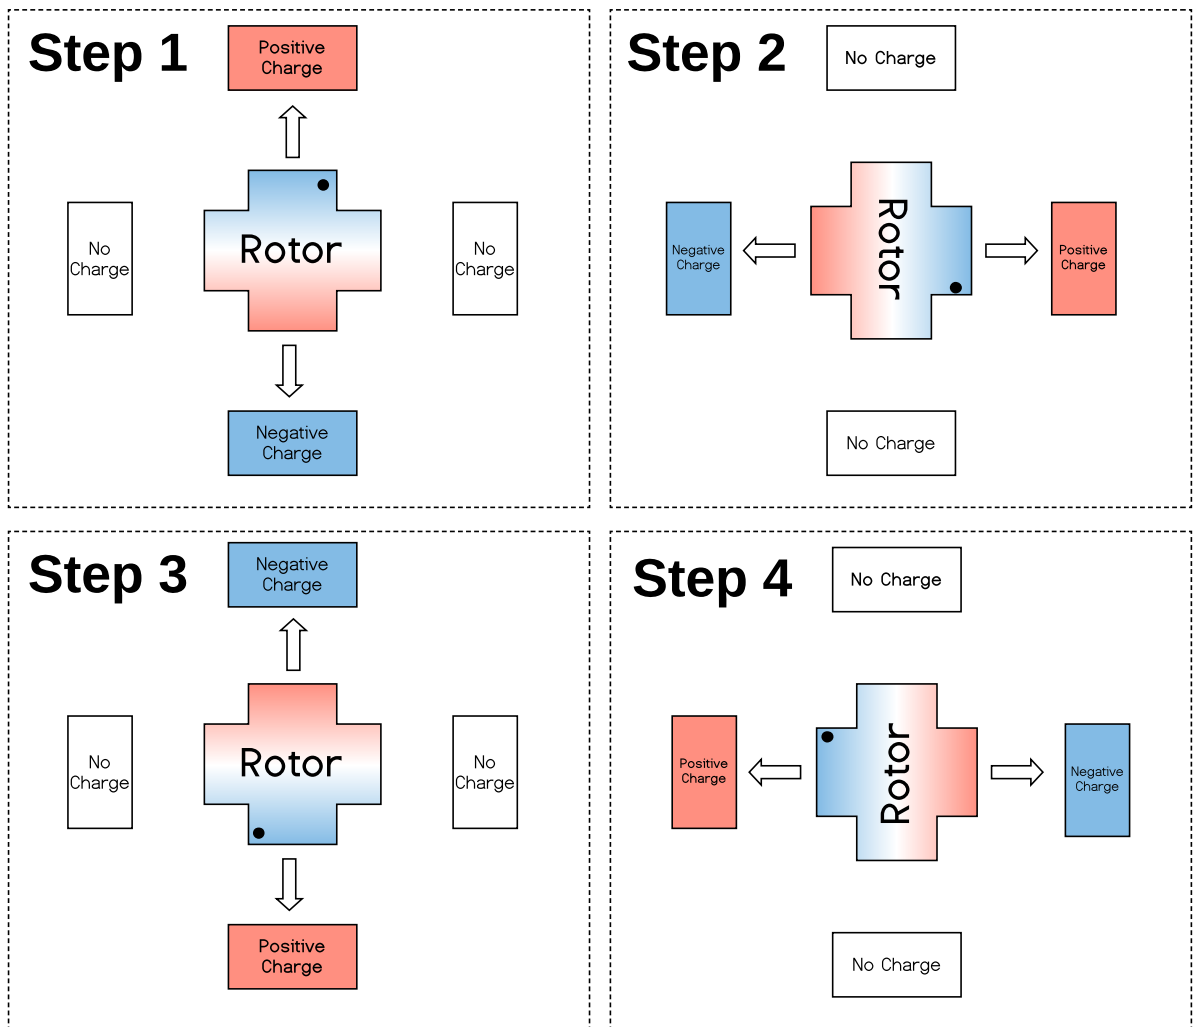 Step 1
Positive
Charge
No
Charge
Rotor
No
Charge
Negative
Charge
Step 2
No Charge
Negative
Charge
Rotor
Positive
Charge
No Charge
Step 3
Negative
Charge
No
Charge
Rotor
No
Charge
Positive
Charge
Step 4
No Charge
Positive
Charge
Rotor
Negative
Charge
No Charge